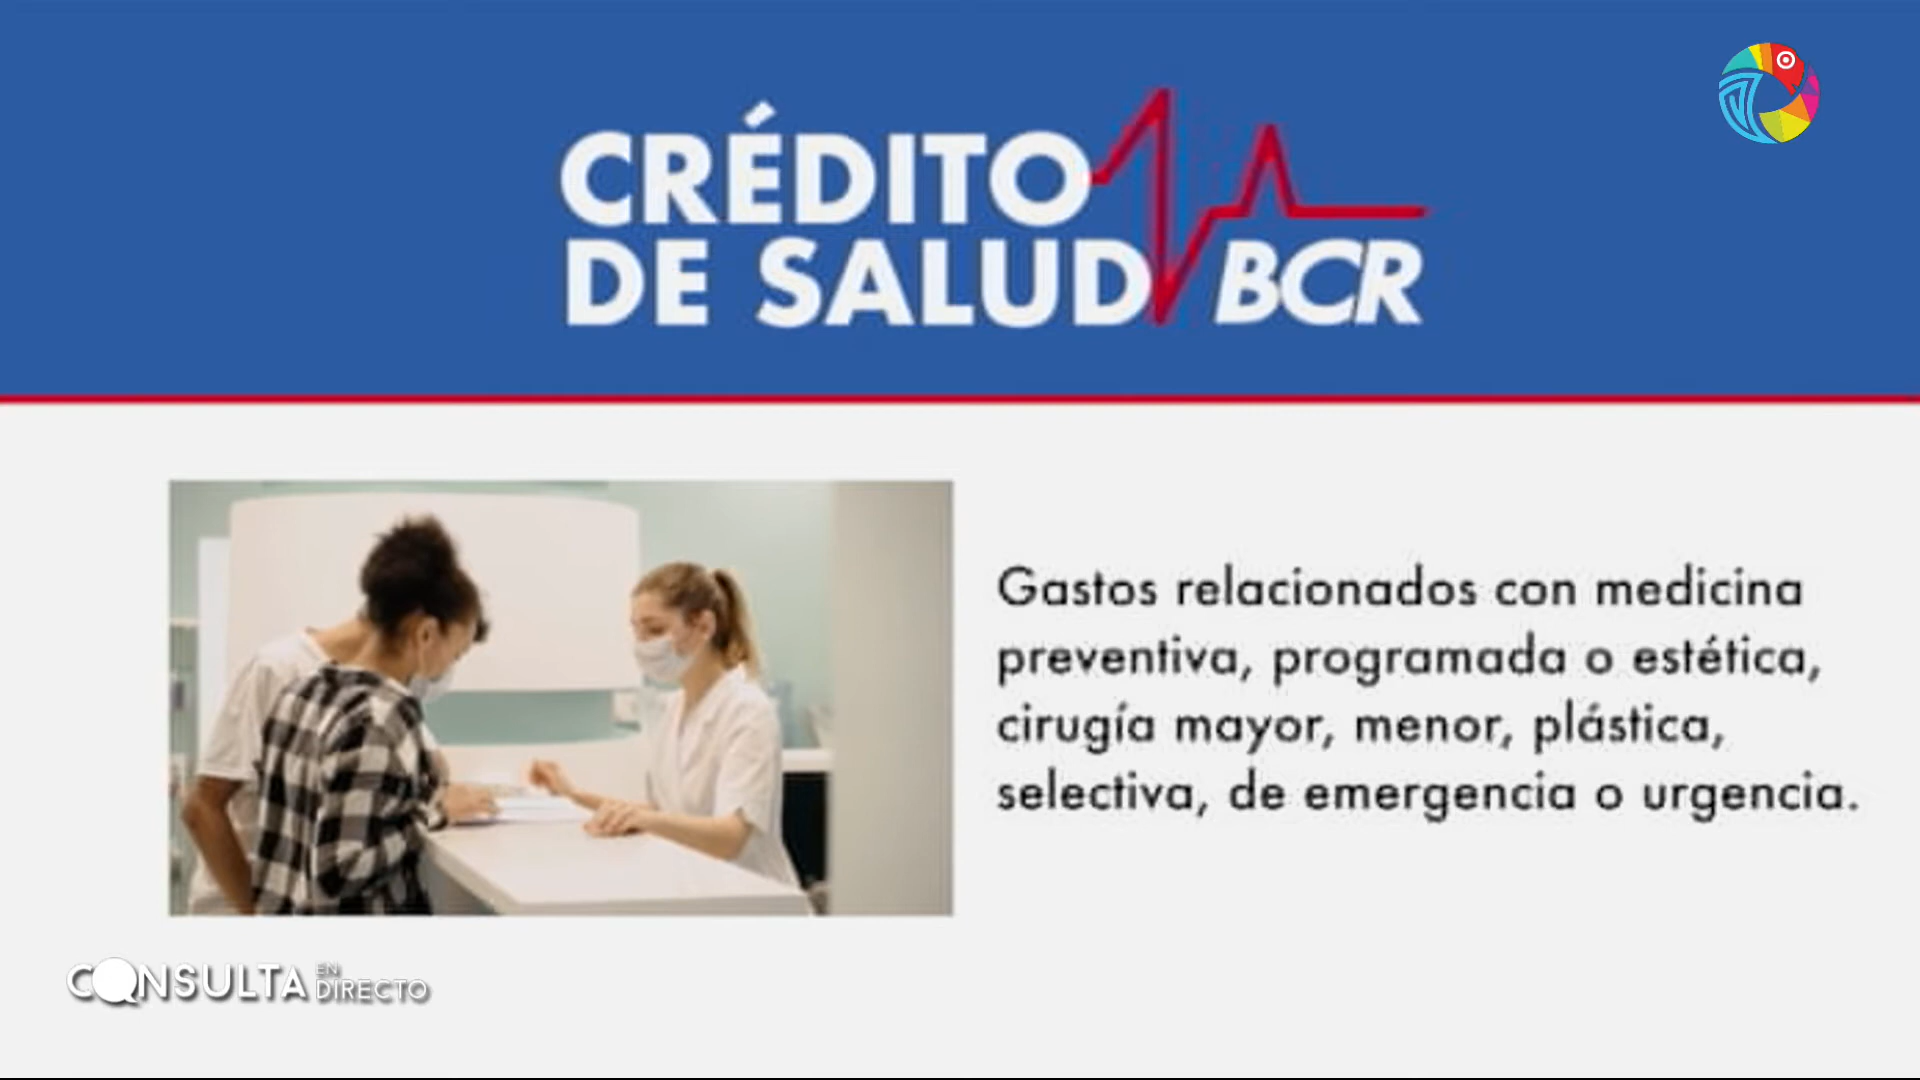 CRÉDITO
DE SALUD BCR
Gastos relacionados con medicina
preventiva, programada o estética,
cirugía mayor, menor, plástica,
selectiva, de emergencia o urgencia.
CONSULTA EN DIRECTO